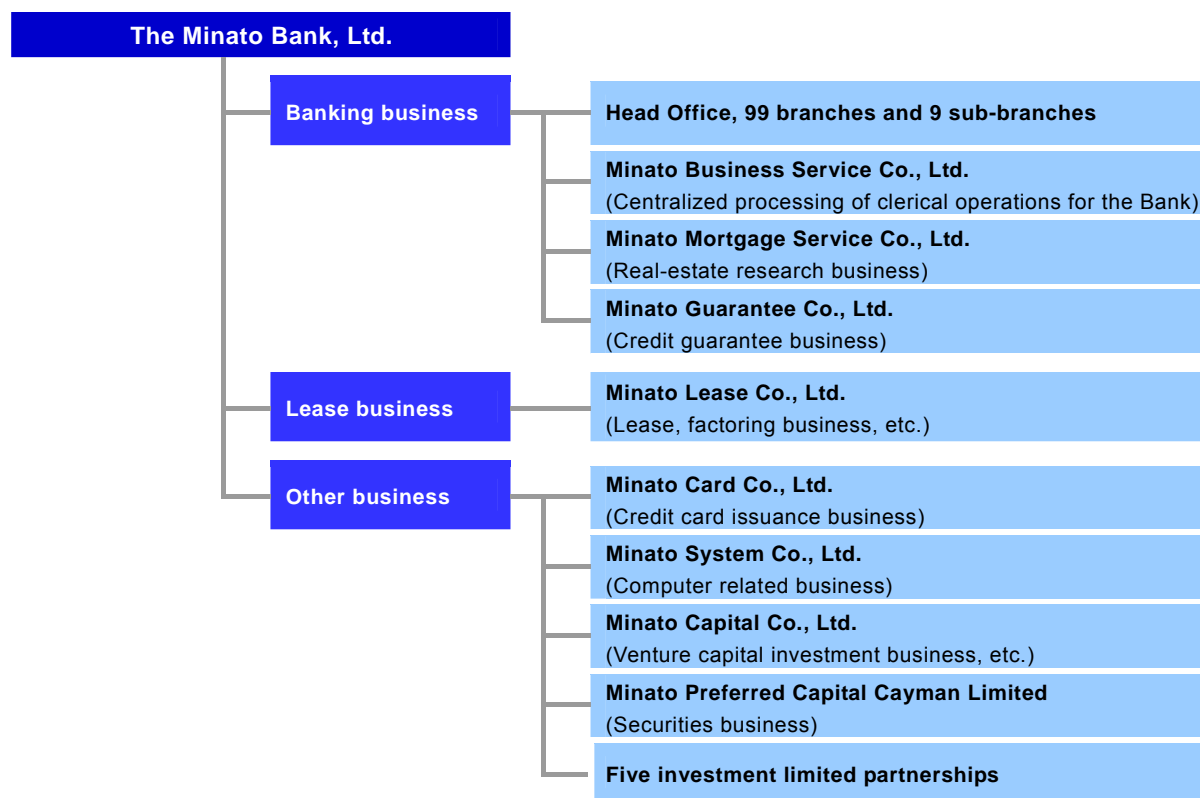 The Minato Bank, Ltd.
Banking business
Head Office, 99 branches and 9 sub-branches
Minato Business Service Co., Ltd.
(Centralized processing of clerical operations for the Bank)
Minato Mortgage Service Co., Ltd.
(Real-estate research business)
Minato Guarantee Co., Ltd.
(Credit guarantee business)
Lease business
Minato Lease Co., Ltd.
(Lease, factoring business, etc.)
Other business
Minato Card Co., Ltd.
(Credit card issuance business)
Minato System Co., Ltd.
(Computer related business)
Minato Capital Co., Ltd.
(Venture capital investment business, etc.)
Minato Preferred Capital Cayman Limited
(Securities business)
Five investment limited partnerships